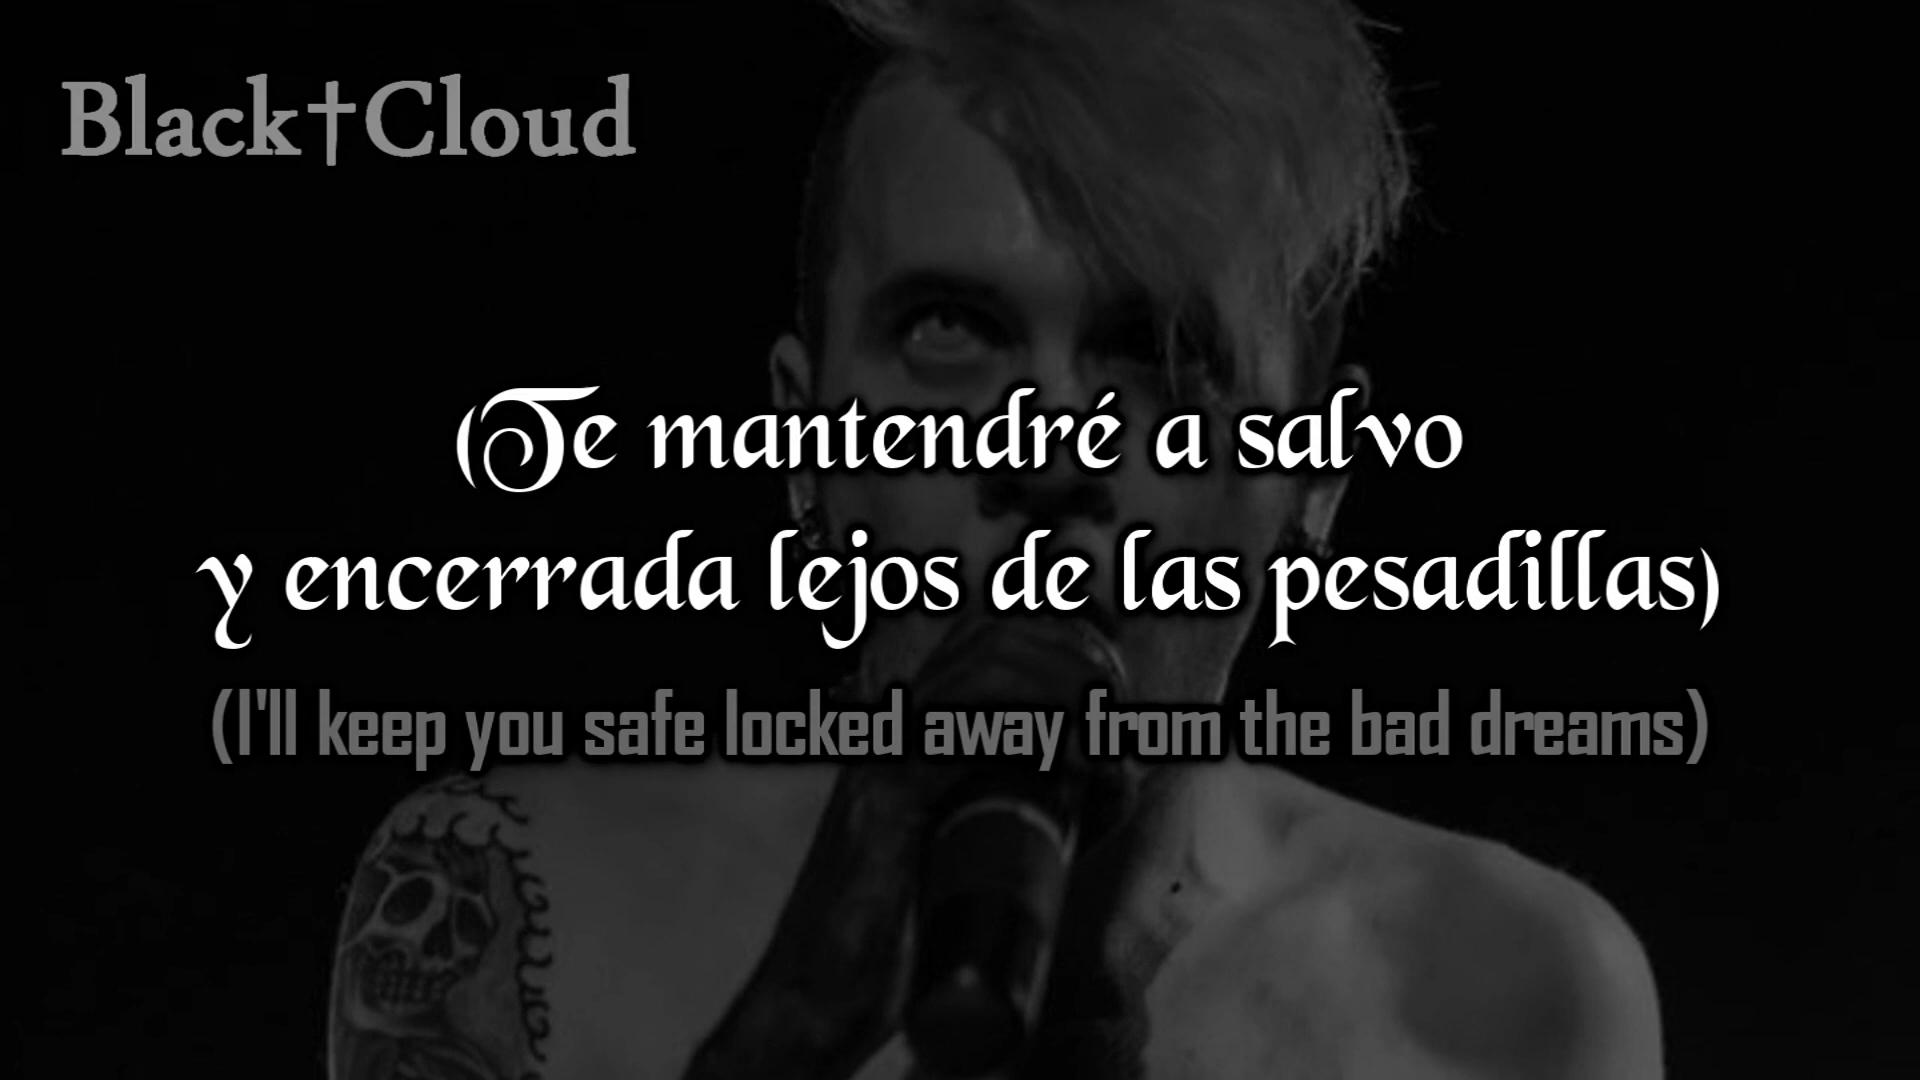 Black†Cloud
(Te mantendré a salvo
y encerrada lejos de las pesadillas)
(I'll keep you safe locked away from the bad dreams)